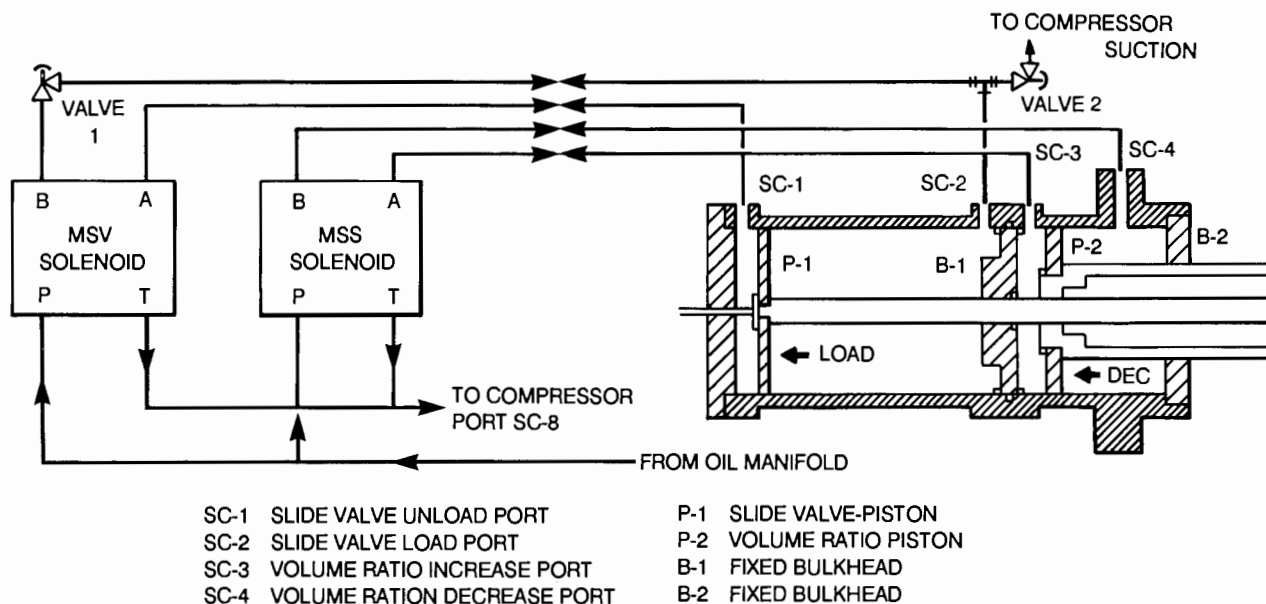 TO COMPRESSOR
SUCTION
VALVE
1
VALVE 2
SC-3
SC-4
B A
MSV
SOLENOID
P T
B A
MSS
SOLENOID
P T
SC-1
SC-2
P-1
B-1
P-2
B-2
LOAD
DEC
TO COMPRESSOR
PORT SC-8
FROM OIL MANIFOLD
SC-1 SLIDE VALVE UNLOAD PORT
SC-2 SLIDE VALVE LOAD PORT
SC-3 VOLUME RATIO INCREASE PORT
SC-4 VOLUME RATION DECREASE PORT
P-1 SLIDE VALVE-PISTON
P-2 VOLUME RATIO PISTON
B-1 FIXED BULKHEAD
B-2 FIXED BULKHEAD